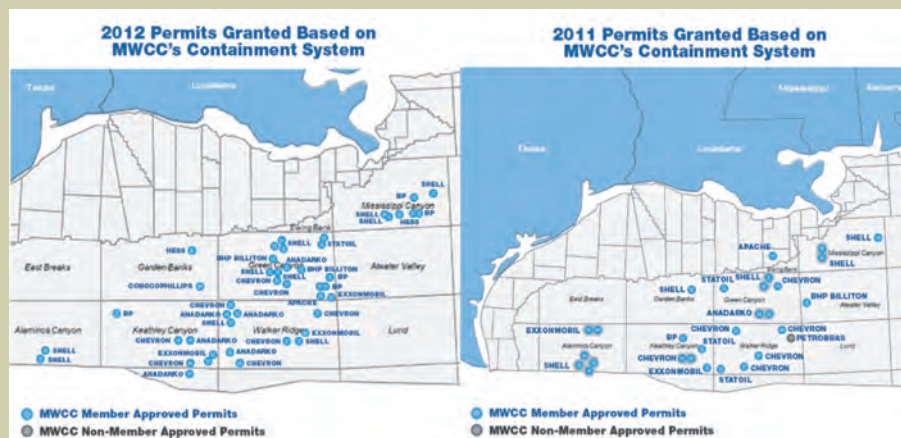 2012 Permits Granted Based on
MWCC's Containment System
Texas
Louisiana
SHELL
BP
Mississippi Canyon
SHELL
BP
SHELL
HESS
Ewing Bank
SHELL
STATOIL
HESS
BHP BILLITON
ANADARKO
Green Canyon
East Breaks
Garden Banks
SHELL
BHP BILLITON
Atwater Valley
SHELL
CHEVRON
BP
CONOCOPHILLIPS
CHEVRON
BP
APACHE
EXXONMOBIL
CHEVRON
BP
ANADARKO
ANADARKO
CHEVRON
SHELL
Alaminos Canyon
Keathley Canyon
Walker Ridge
EXXONMOBIL
Lund
CHEVRON
ANADARKO
CHEVRON
SHELL
SHELL
EXXONMOBIL
ANADARKO
SHELL
CHEVRON
CHEVRON
ANADARKO
MWCC Member Approved Permits
MWCC Non-Member Approved Permits
2011 Permits Granted Based on
MWCC's Containment System
Mississippi
Texas
Louisiana
SHELL
APACHE
Mississippi Canyon
SHELL
Ewing Bank
STATOIL
SHELL
CHEVRON
SHELL
East Breaks
Garden Banks
Green Canyon
BHP BILLITON
Atwater Valley
ANADARKO
EXXONMOBIL
CHEVRON
CHEVRON
BP
PETROBRAS
Alaminos Canyon
Keathley Canyon
STATOIL
Walker Ridge
Lund
CHEVRON
CHEVRON
SHELL
EXXONMOBIL
CHEVRON
STATOIL
MWCC Member Approved Permits
MWCC Non-Member Approved Permits